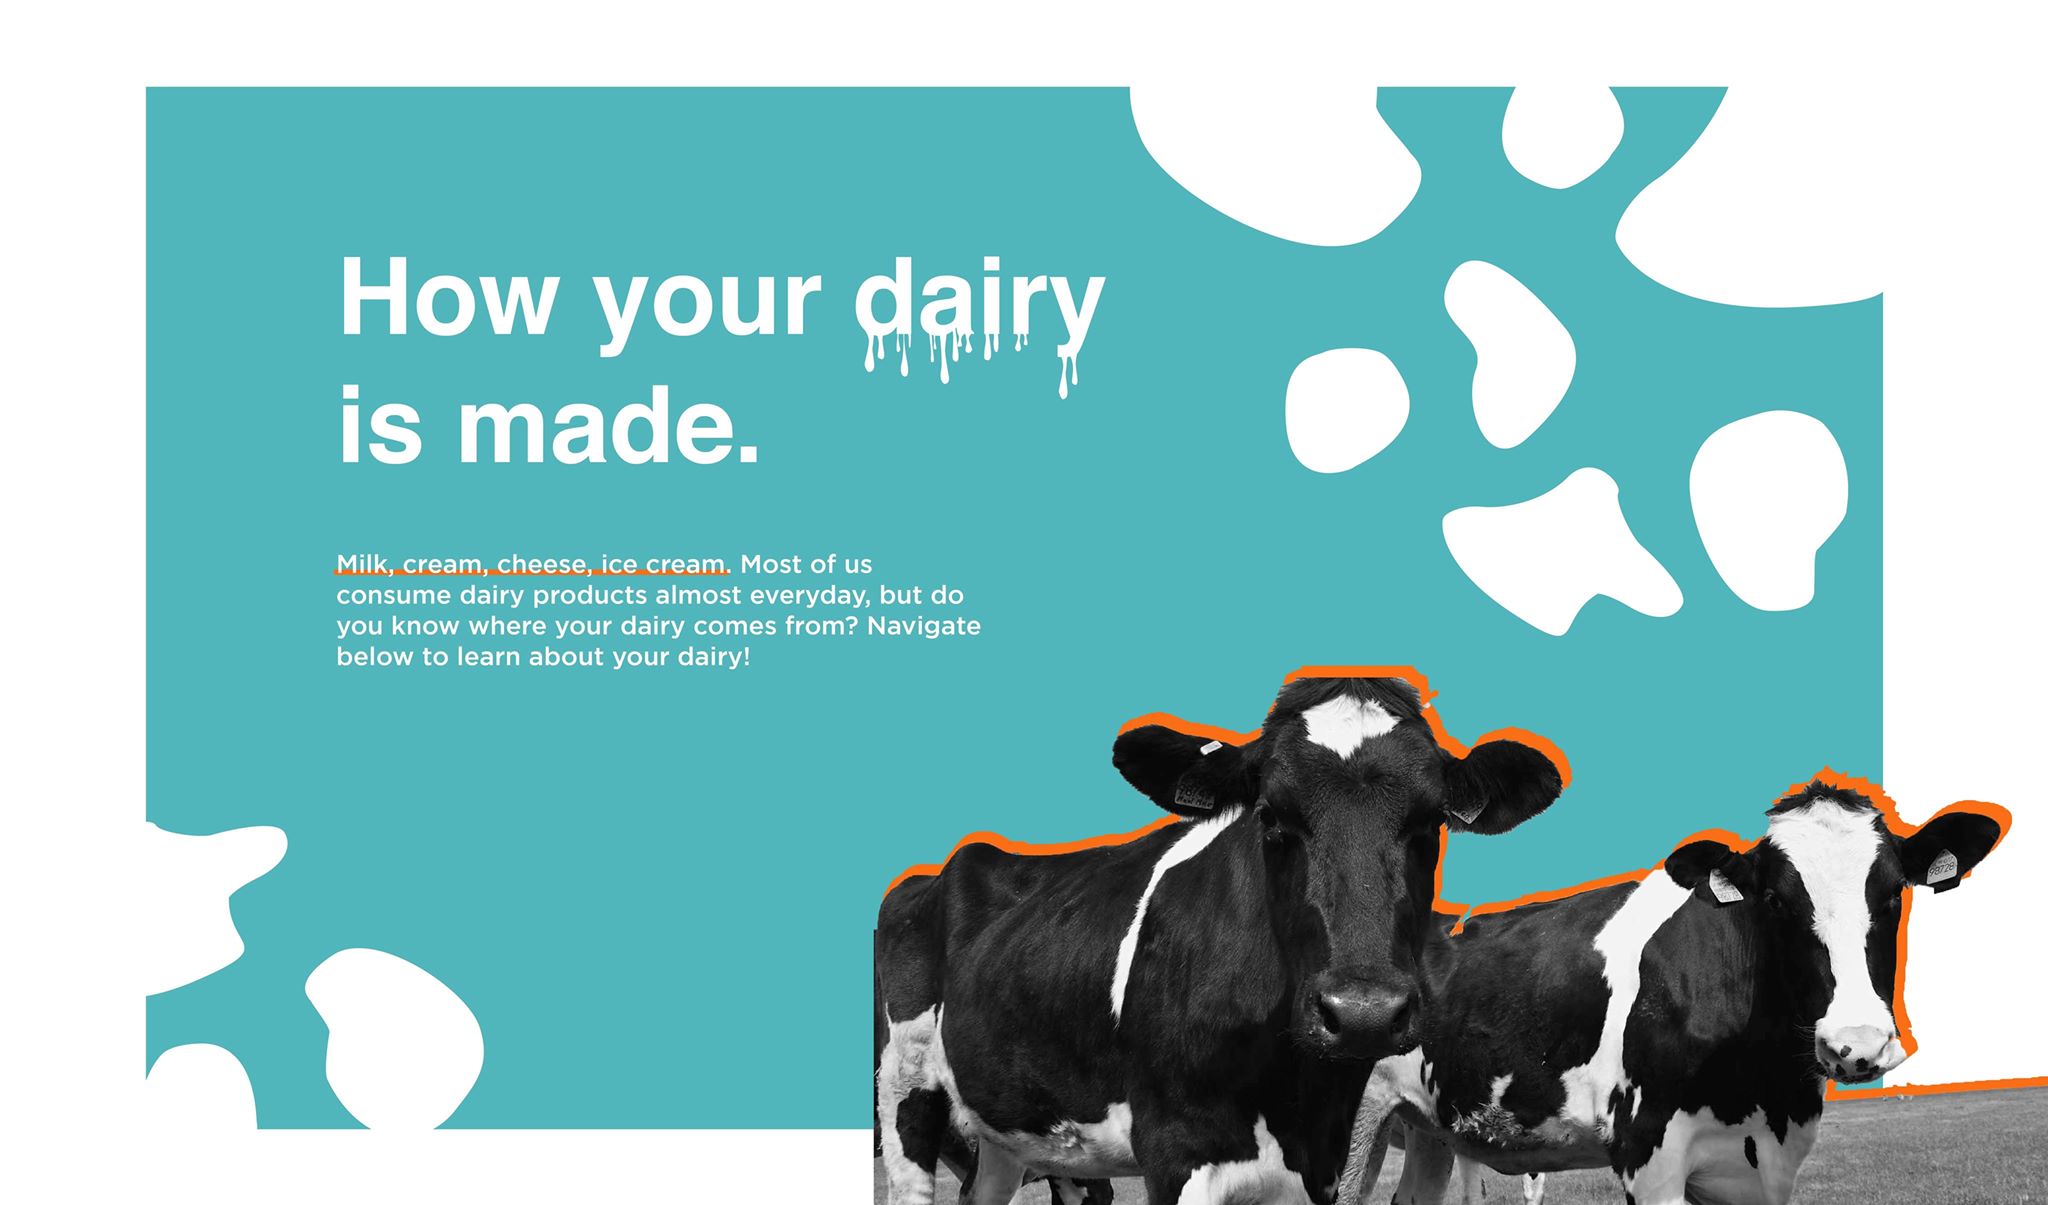 How your dairy
is made.
Milk, cream, cheese, ice cream. Most of us
consume dairy products almost everyday, but do
you know where your dairy comes from? Navigate
below to learn about your dairy!
98728